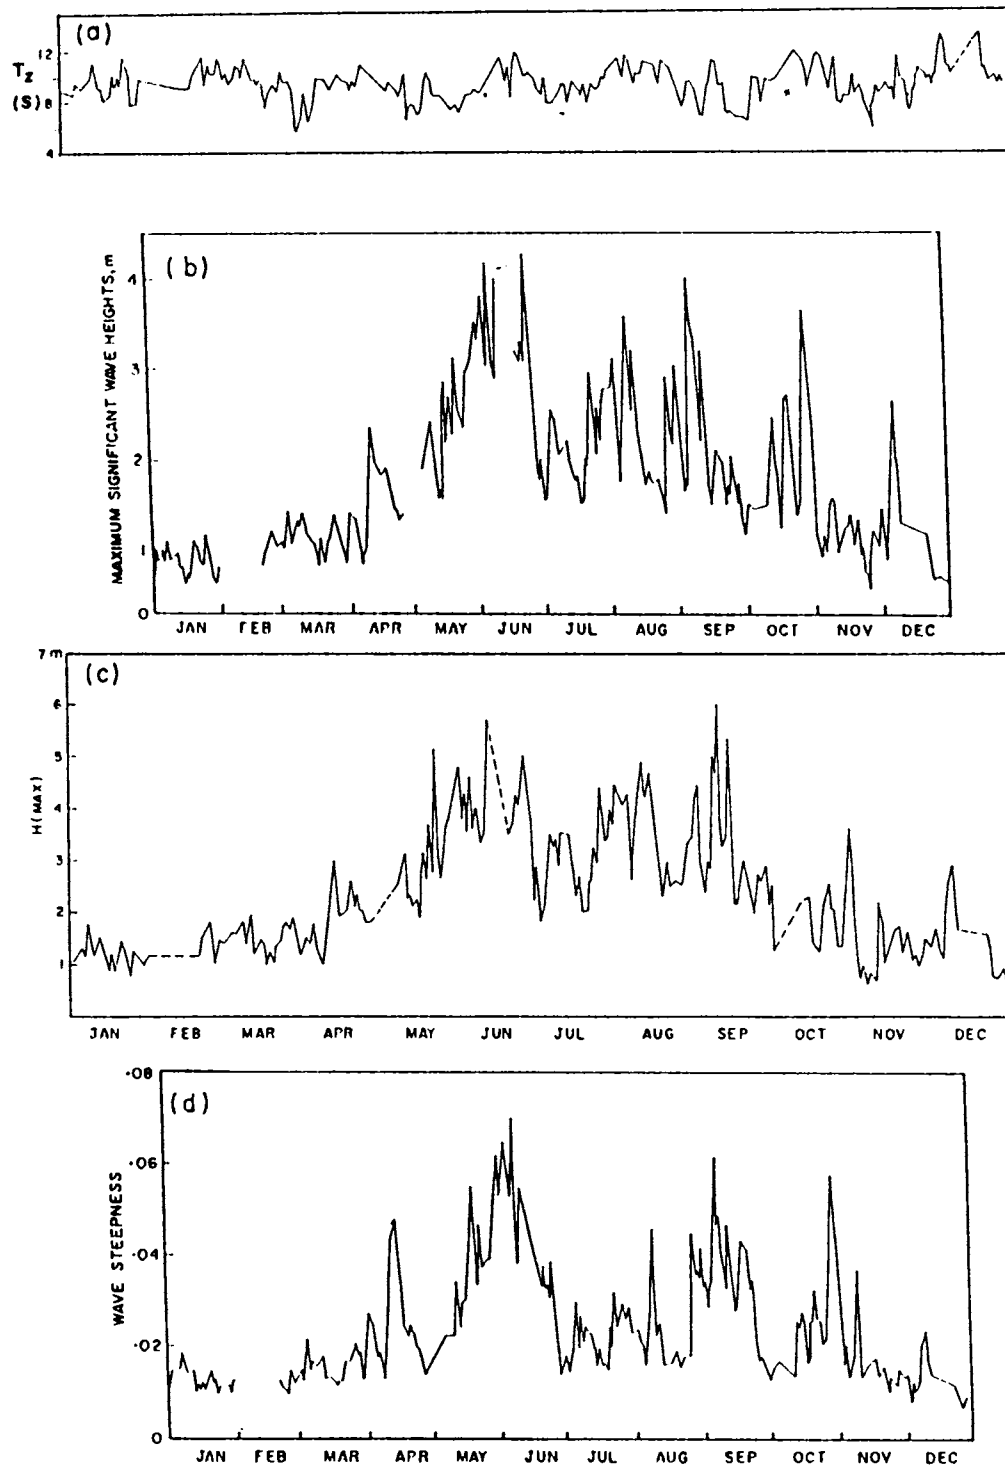 (a)
12
Tz
(S) 8
4
(b)
MAXIMUM SIGNIFICANT WAVE HEIGHTS, m
4
3
2
1
0
JAN FEB MAR APR MAY JUN JUL AUG SEP OCT NOV DEC
(c)
7m
6
5
4
3
2
1
H(MAX)
JAN FEB MAR APR MAY JUN JUL AUG SEP OCT NOV DEC
(d)
.08
.06
.04
.02
0
WAVE STEEPNESS
JAN FEB MAR APR MAY JUN JUL AUG SEP OCT NOV DEC